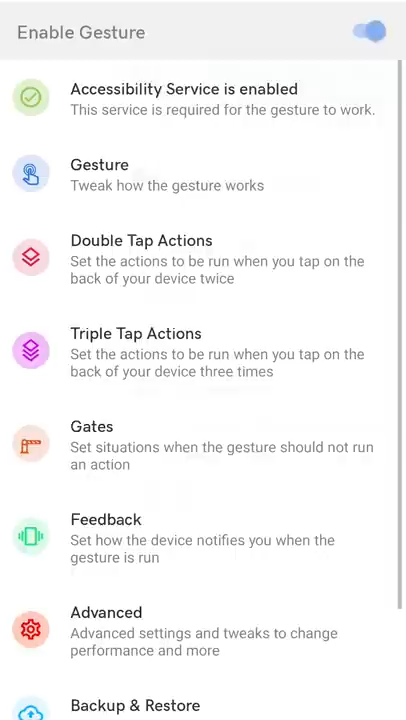 Enable Gesture
Accessibility Service is enabled
This service is required for the gesture to work.
Gesture
Tweak how the gesture works
Double Tap Actions
Set the actions to be run when you tap on the
back of your device twice
Triple Tap Actions
Set the actions to be run when you tap on the
back of your device three times
Gates
Set situations when the gesture should not run
an action
Feedback
Set how the device notifies you when the
gesture is run
Advanced
Advanced settings and tweaks to change
performance and more
Backup & Restore